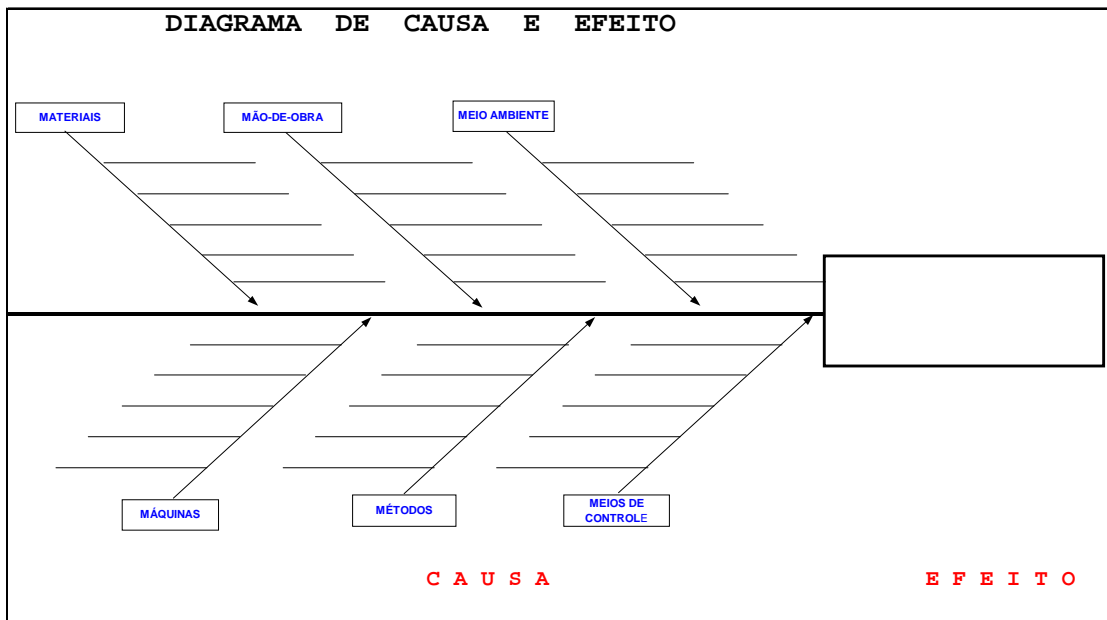 DIAGRAMA DE CAUSA E EFEITO
MATERIAIS
MÃO-DE-OBRA
MEIO AMBIENTE
MÁQUINAS
MÉTODOS
MEIOS DE
CONTROLE
C A U S A
E F E I T O